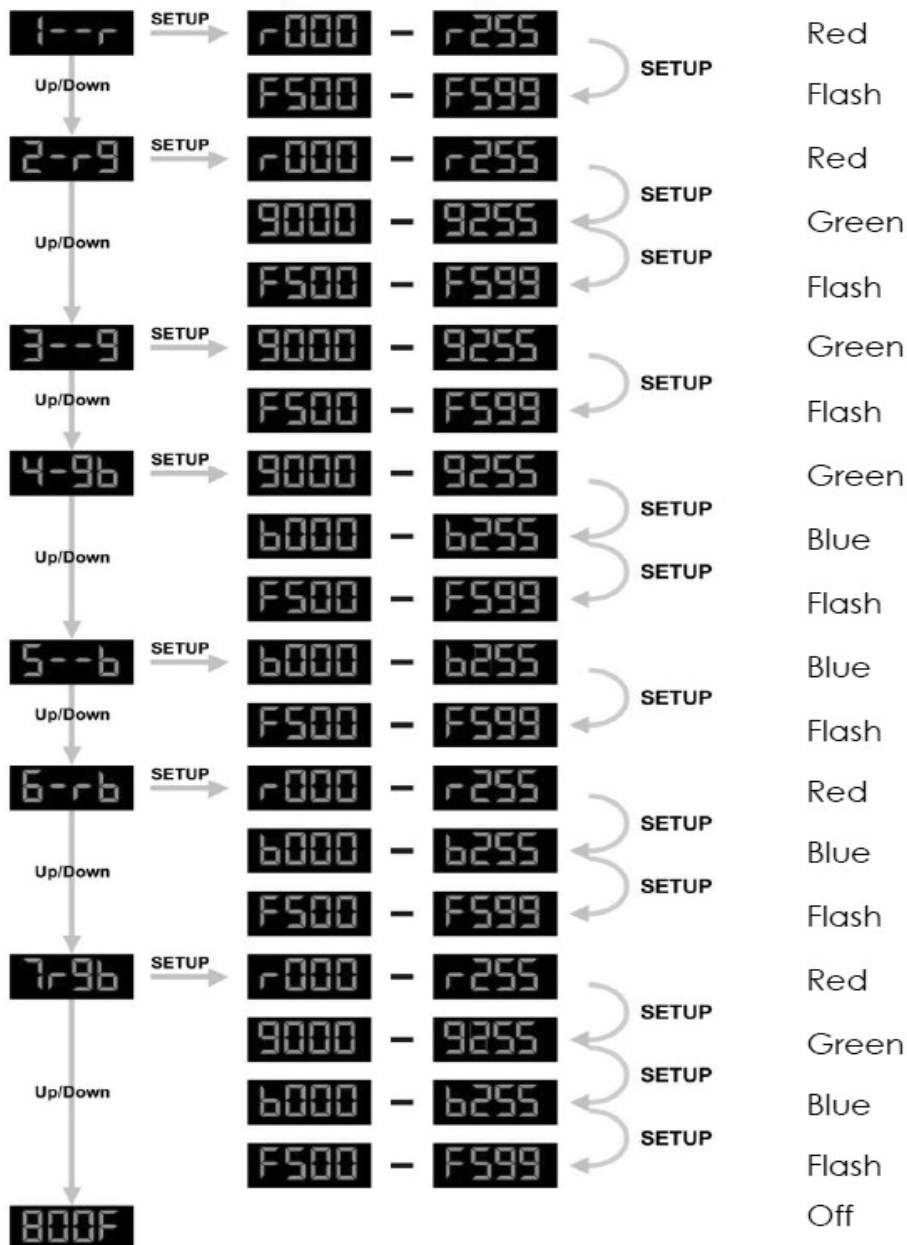 1--r SETUP r000 - r255 Red
SETUP
Up/Down F500 - F599 Flash
2-rg SETUP r000 - r255 Red
SETUP
g000 - g255 Green
Up/Down SETUP
F500 - F599 Flash
3--g SETUP g000 - g255 Green
SETUP
Up/Down F500 - F599 Flash
4-gb SETUP g000 - g255 Green
SETUP
b000 - b255 Blue
Up/Down SETUP
F500 - F599 Flash
5--b SETUP b000 - b255 Blue
SETUP
Up/Down F500 - F599 Flash
6-rb SETUP r000 - r255 Red
SETUP
b000 - b255 Blue
Up/Down SETUP
F500 - F599 Flash
7rgb SETUP r000 - r255 Red
SETUP
g000 - g255 Green
SETUP
Up/Down b000 - b255 Blue
SETUP
F500 - F599 Flash
800F Off